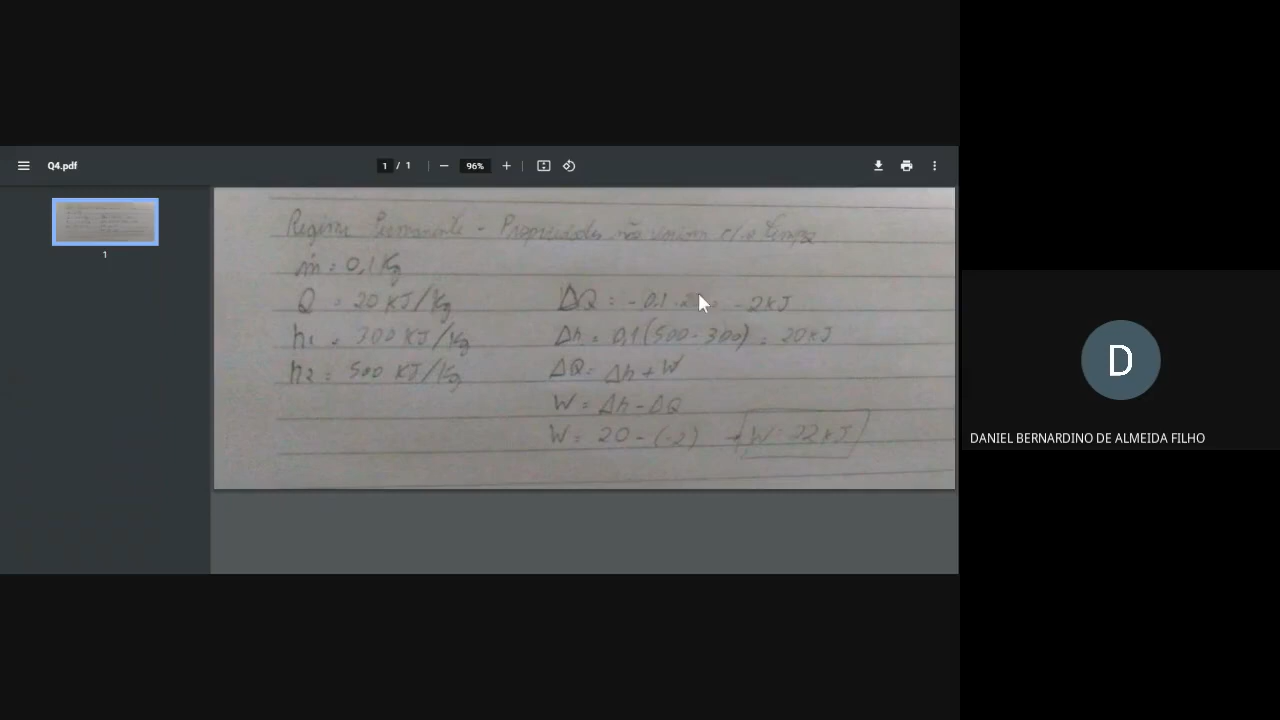 Q4.pdf
1 / 1
96%
1
Regime Permanente - Propriedades não variam c/ o tempo
ṁ = 0,1 Kg
Q = 20 KJ/Kg
h1 = 300 KJ/Kg
h2 = 500 KJ/Kg
ΔQ = - 0,1 . - 2 KJ
Δh = 0,1 (500 - 300) = 20 KJ
ΔQ = Δh + W
W = Δh - ΔQ
W = 20 - (-2) → W = 22 KJ
D
DANIEL BERNARDINO DE ALMEIDA FILHO